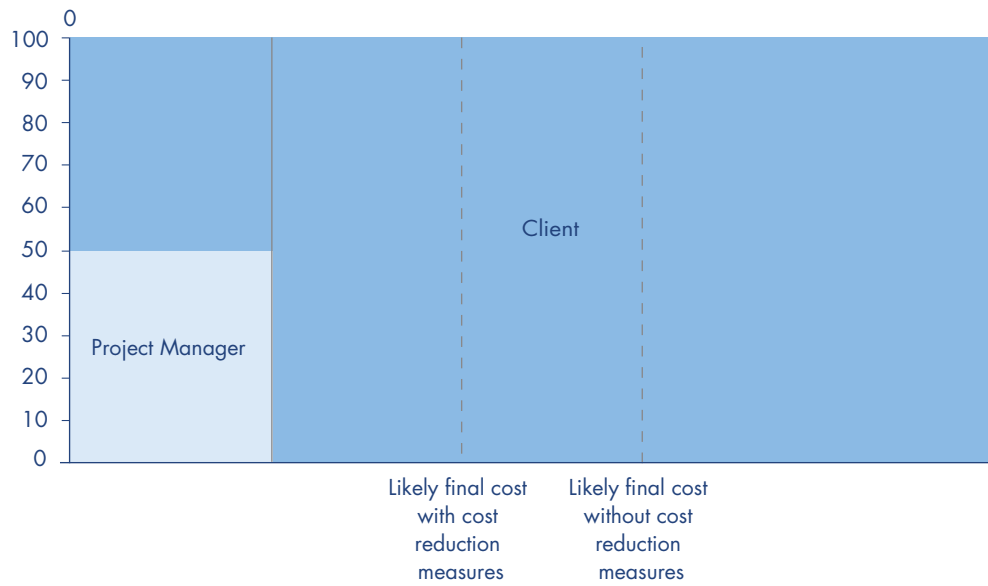 0
100
90
80
70
60
50
40
30
20
10
0
Client
Project Manager
Likely final cost
with cost
reduction
measures
Likely final cost
without cost
reduction
measures